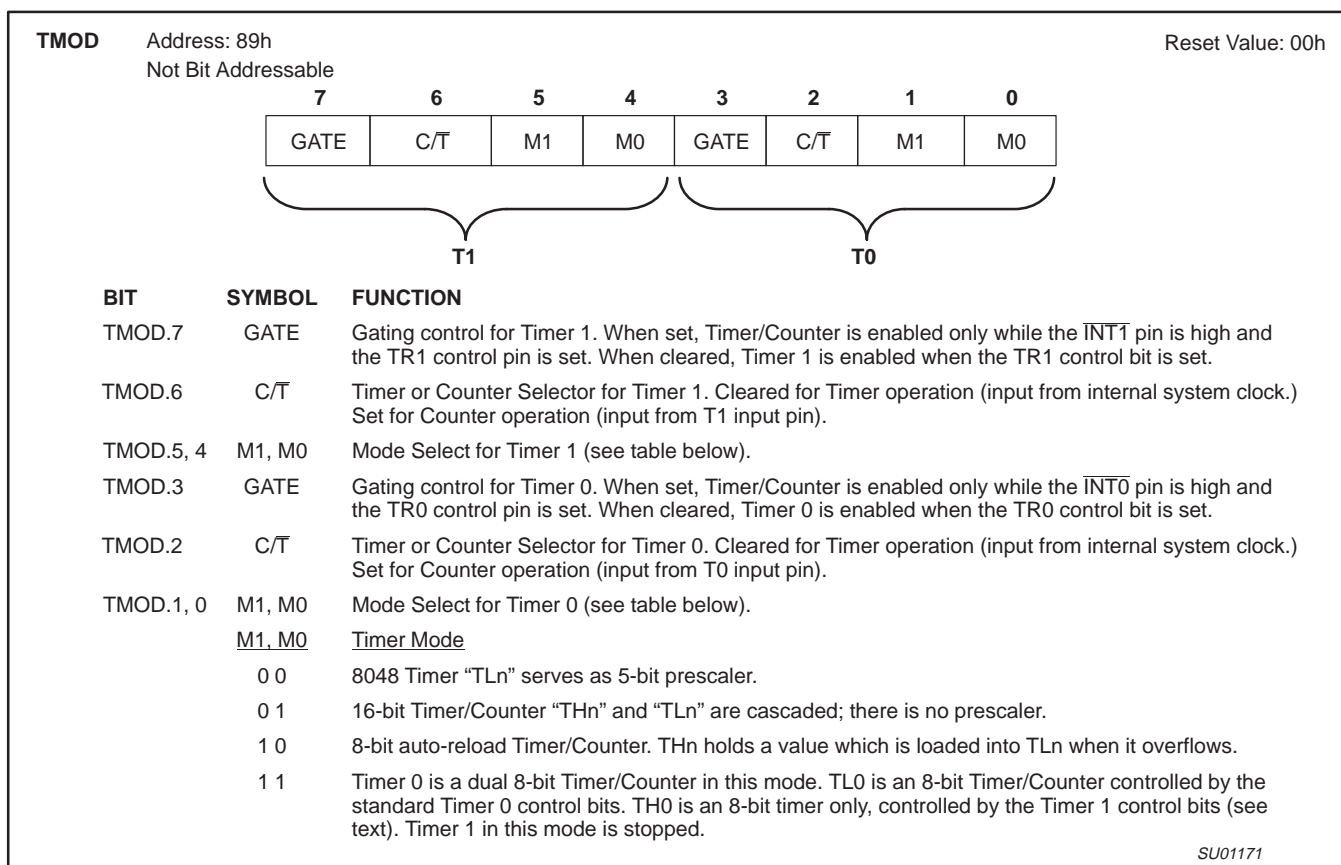 TMOD Address: 89h Reset Value: 00h
Not Bit Addressable
7 6 5 4 3 2 1 0
GATE C/T̅ M1 M0 GATE C/T̅ M1 M0
T1 T0
BIT SYMBOL FUNCTION
TMOD.7 GATE Gating control for Timer 1. When set, Timer/Counter is enabled only while the I̅N̅T̅1̅ pin is high and
the TR1 control pin is set. When cleared, Timer 1 is enabled when the TR1 control bit is set.
TMOD.6 C/T̅ Timer or Counter Selector for Timer 1. Cleared for Timer operation (input from internal system clock.)
Set for Counter operation (input from T1 input pin).
TMOD.5, 4 M1, M0 Mode Select for Timer 1 (see table below).
TMOD.3 GATE Gating control for Timer 0. When set, Timer/Counter is enabled only while the I̅N̅T̅0̅ pin is high and
the TR0 control pin is set. When cleared, Timer 0 is enabled when the TR0 control bit is set.
TMOD.2 C/T̅ Timer or Counter Selector for Timer 0. Cleared for Timer operation (input from internal system clock.)
Set for Counter operation (input from T0 input pin).
TMOD.1, 0 M1, M0 Mode Select for Timer 0 (see table below).
M1, M0 Timer Mode
0 0 8048 Timer “TLn” serves as 5-bit prescaler.
0 1 16-bit Timer/Counter “THn” and “TLn” are cascaded; there is no prescaler.
1 0 8-bit auto-reload Timer/Counter. THn holds a value which is loaded into TLn when it overflows.
1 1 Timer 0 is a dual 8-bit Timer/Counter in this mode. TL0 is an 8-bit Timer/Counter controlled by the
standard Timer 0 control bits. TH0 is an 8-bit timer only, controlled by the Timer 1 control bits (see
text). Timer 1 in this mode is stopped.
SU01171